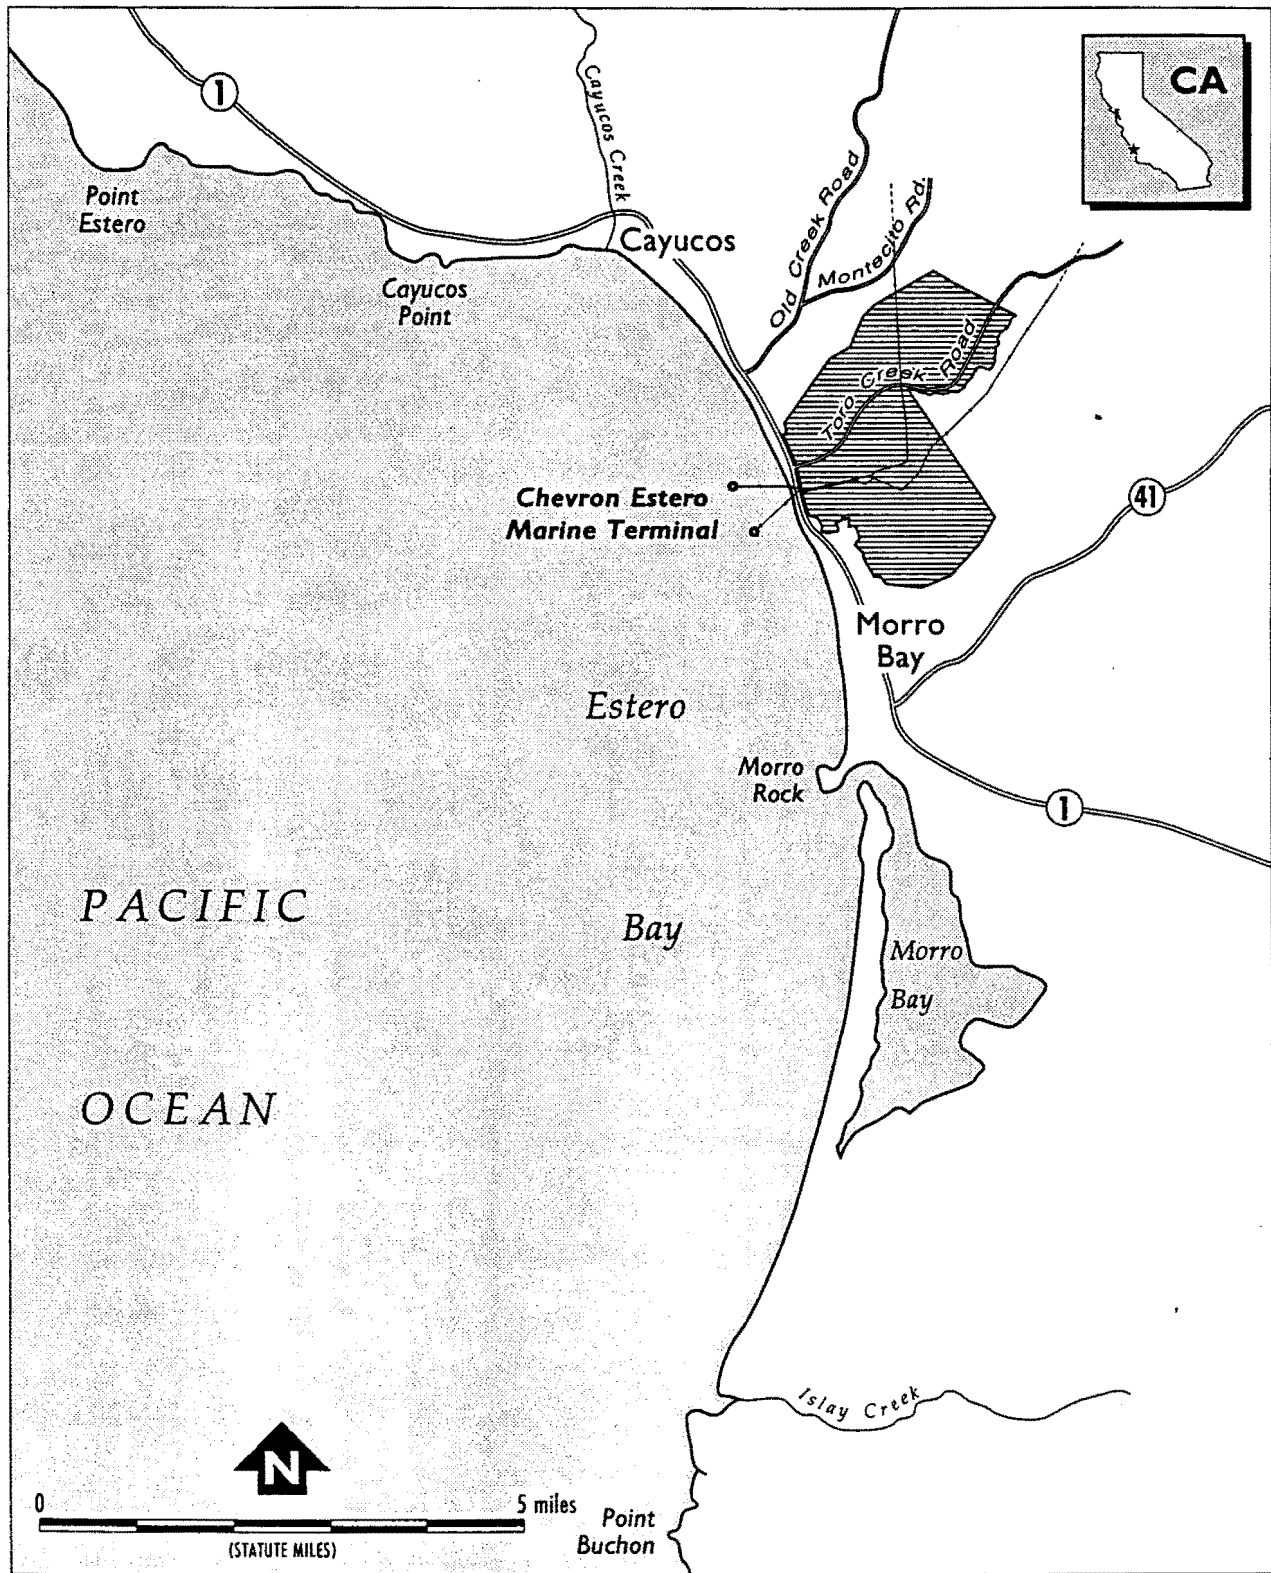 1
Cayucos Creek
CA
Point
Estero
Old Creek Road
Montecito Rd.
Cayucos
Cayucos
Point
Toro Creek Road
Chevron Estero
Marine Terminal
41
Morro
Bay
Estero
Morro
Rock
1
PACIFIC
Bay
Morro
Bay
OCEAN
Islay Creek
N
0
5 miles
(STATUTE MILES)
Point
Buchon